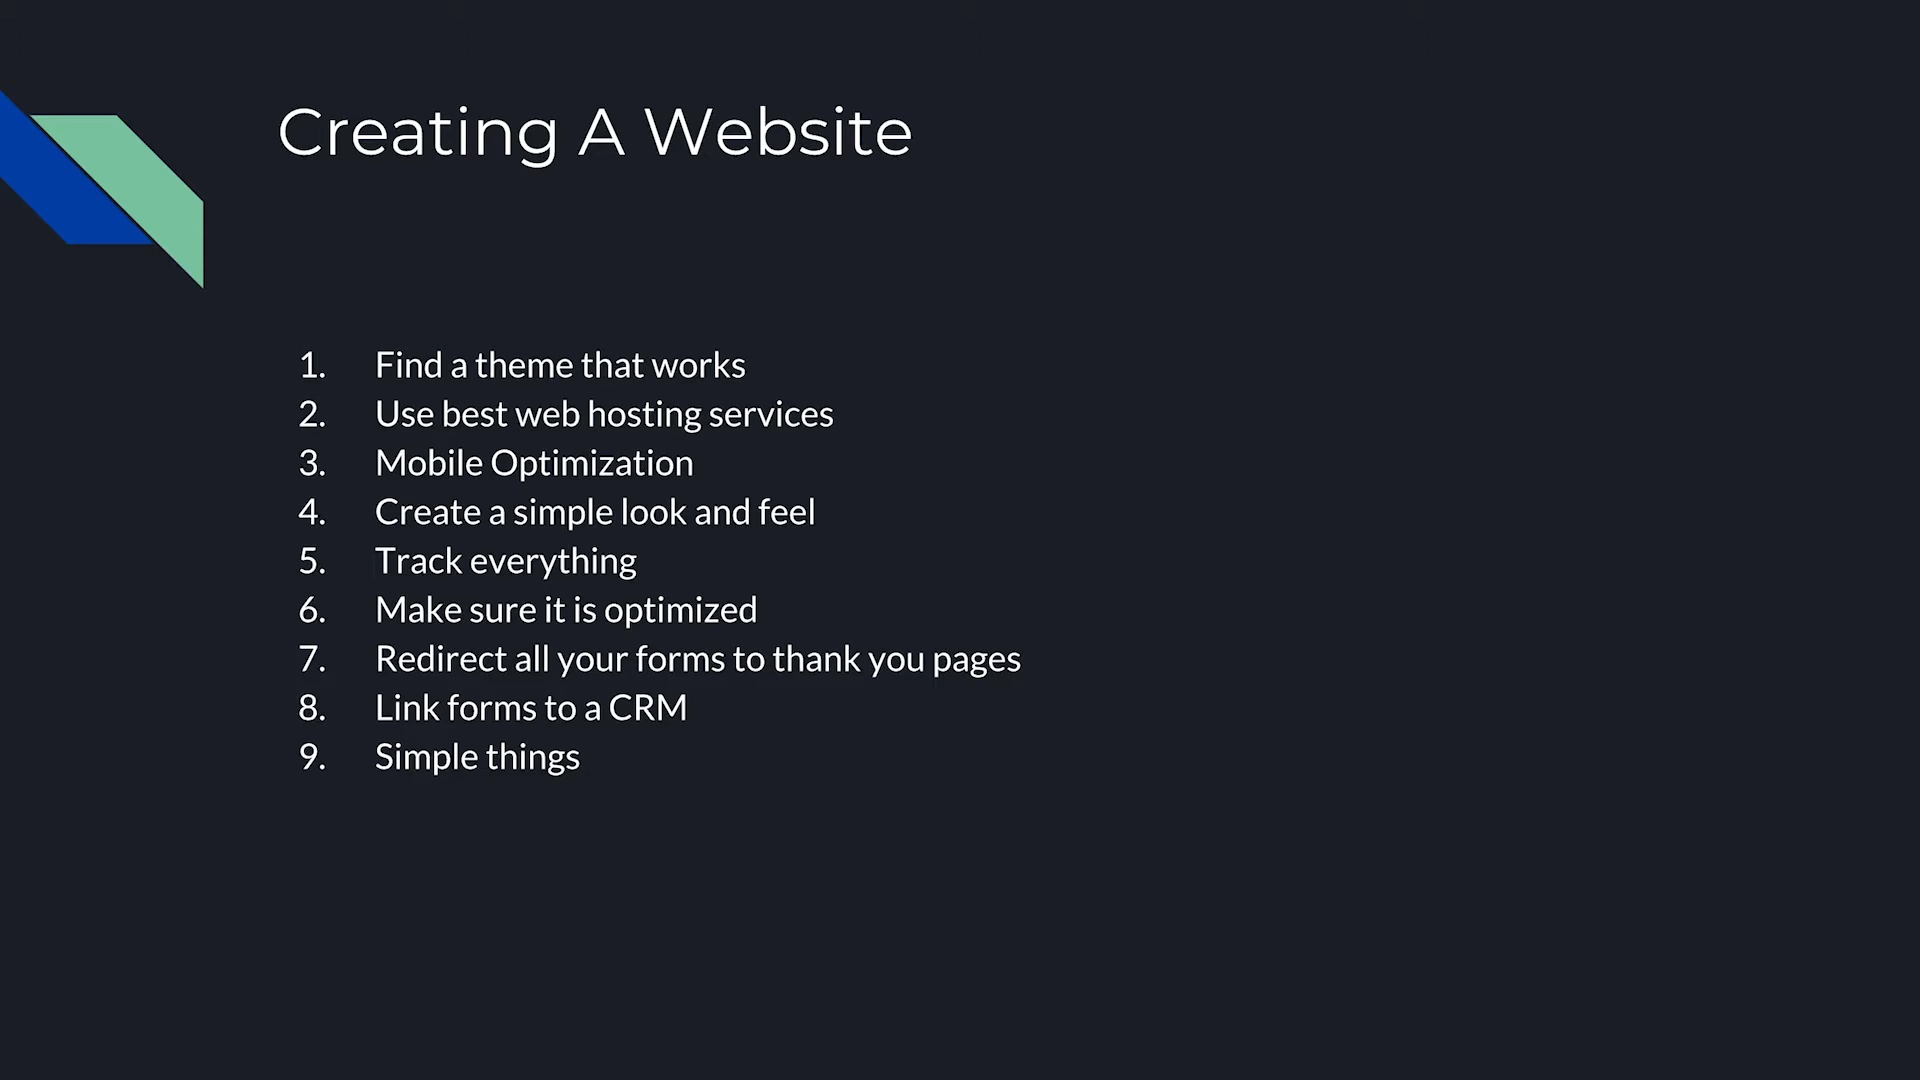 Creating A Website
1. Find a theme that works
2. Use best web hosting services
3. Mobile Optimization
4. Create a simple look and feel
5. Track everything
6. Make sure it is optimized
7. Redirect all your forms to thank you pages
8. Link forms to a CRM
9. Simple things